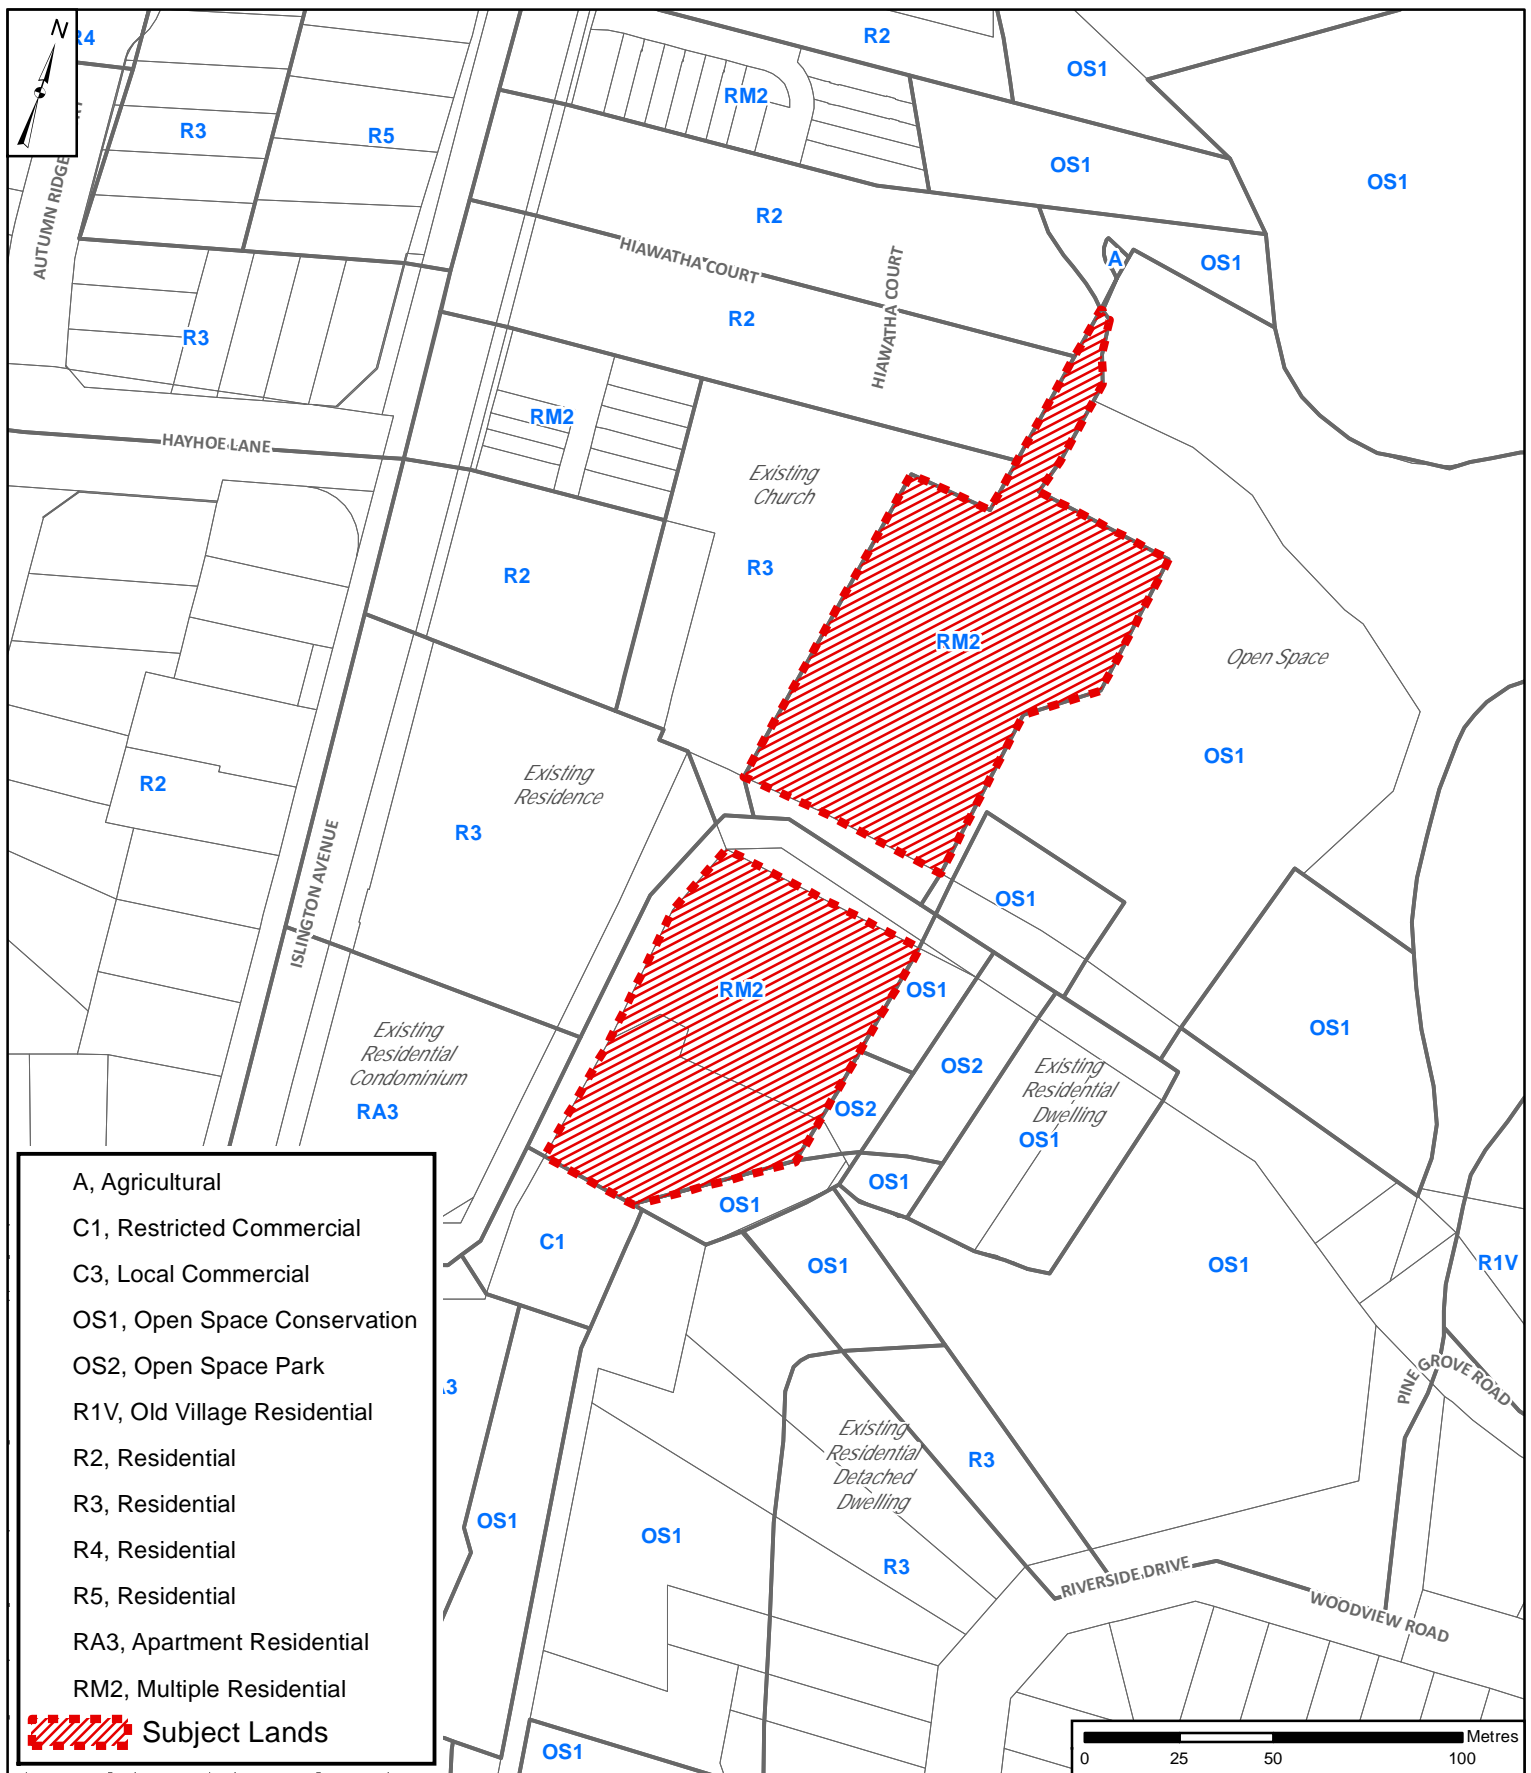 N
R4
R2
OS1
RM2
R3
R5
OS1
OS1
AUTUMN RIDGE
R2
HIAWATHA COURT
HIAWATHA COURT
A
OS1
R3
R2
RM2
HAYHOE LANE
Existing
Church
R2
R3
RM2
Open Space
OS1
R2
Existing
Residence
R3
ISLINGTON AVENUE
OS1
RM2
OS1
OS1
Existing
Residential
Condominium
RA3
OS2
Existing
Residential
Dwelling
OS2
OS1
OS1
OS1
C1
OS1
OS1
R1V
PINE GROVE ROAD
Existing
Residential
Detached
Dwelling
R3
OS1
OS1
R3
RIVERSIDE DRIVE
WOODVIEW ROAD
OS1
A, Agricultural
C1, Restricted Commercial
C3, Local Commercial
OS1, Open Space Conservation
OS2, Open Space Park
R1V, Old Village Residential
R2, Residential
R3, Residential
R4, Residential
R5, Residential
RA3, Apartment Residential
RM2, Multiple Residential
Subject Lands
Metres
0 25 50 100